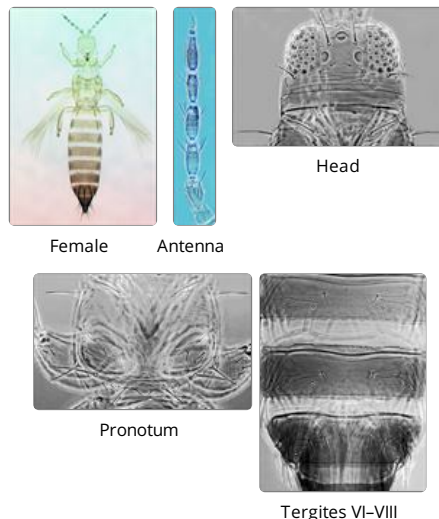 Female
Antenna
Head
Pronotum
Tergites VI–VIII